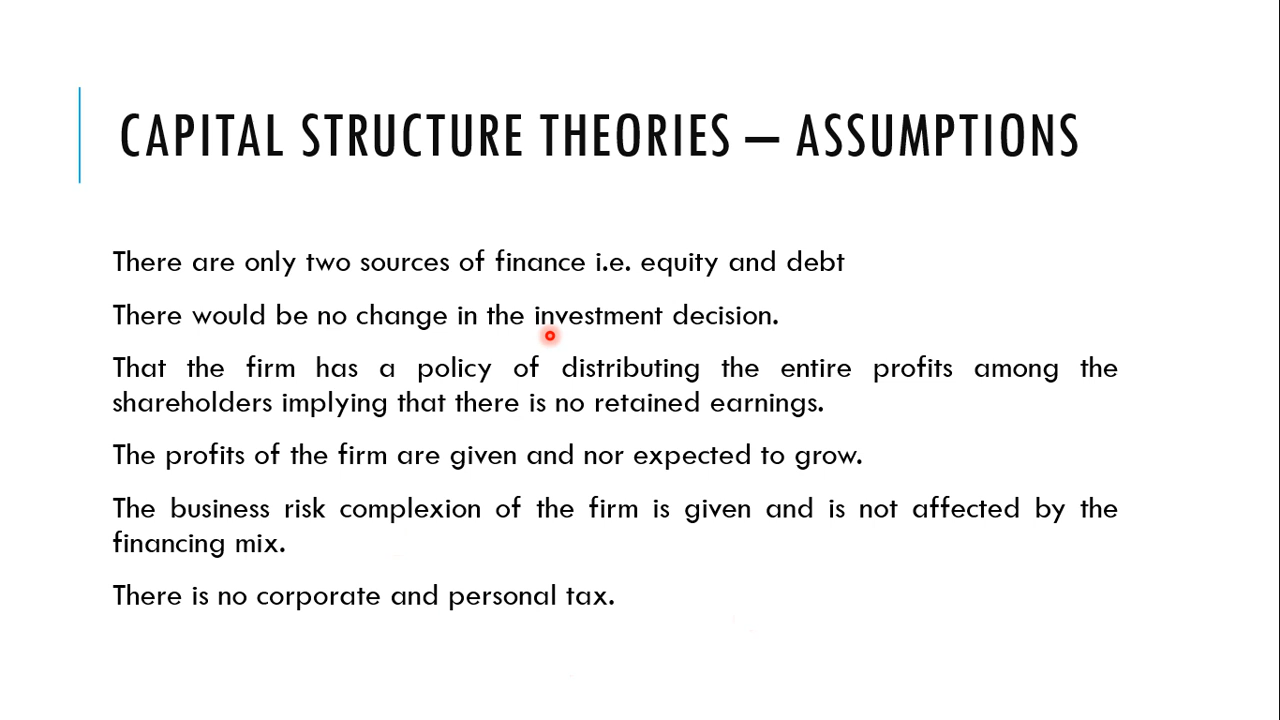 CAPITAL STRUCTURE THEORIES – ASSUMPTIONS
There are only two sources of finance i.e. equity and debt
There would be no change in the investment decision.
That the firm has a policy of distributing the entire profits among the
shareholders implying that there is no retained earnings.
The profits of the firm are given and nor expected to grow.
The business risk complexion of the firm is given and is not affected by the
financing mix.
There is no corporate and personal tax.